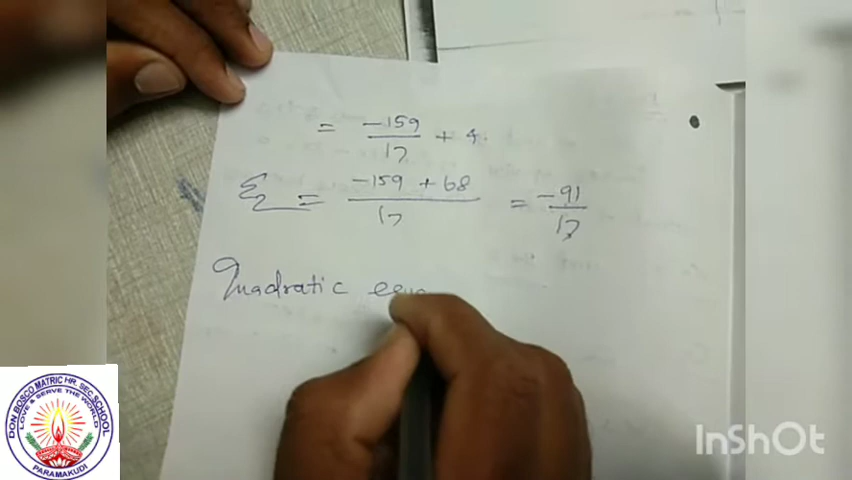 = -159/17 + 4.
= -159 + 68/17 = -91/17
Quadratic
DON BOSCO MATRIC HR. SEC. SCHOOL
LOVE & SERVE THE WORLD
PARAMAKUDI
InShOt